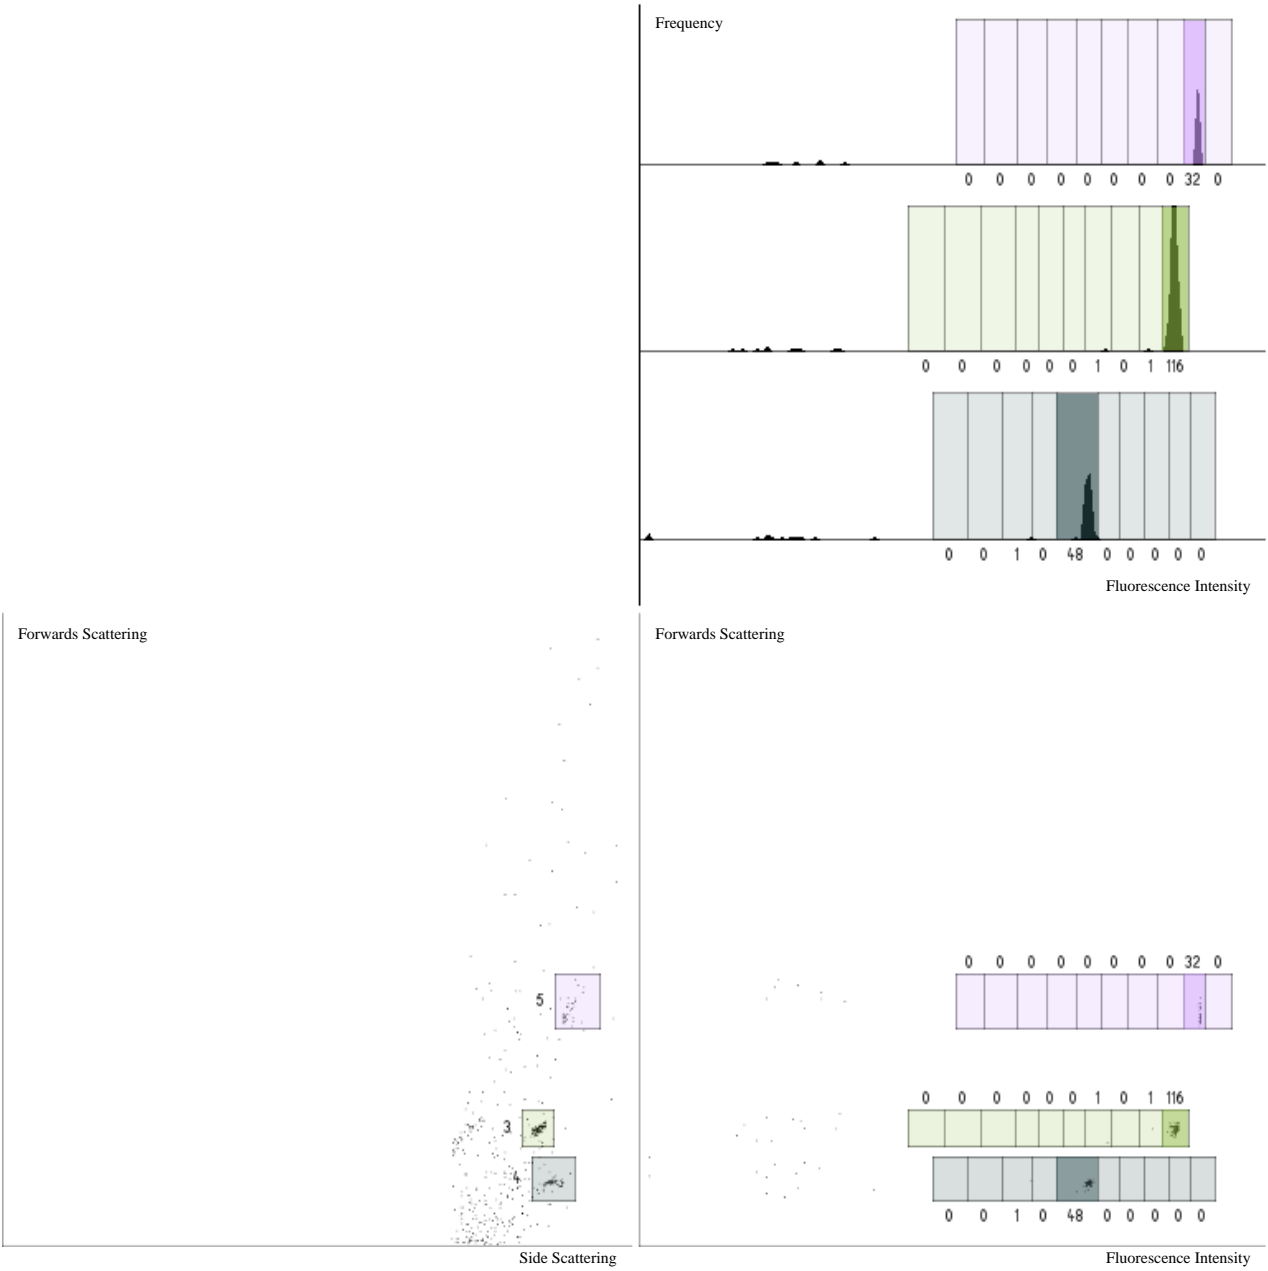 Frequency
0 0 0 0 0 0 0 0 32 0
0 0 0 0 0 0 1 0 1 116
0 0 1 0 48 0 0 0 0 0
Fluorescence Intensity
Forwards Scattering
5
3
4
Side Scattering
Forwards Scattering
0 0 0 0 0 0 0 0 32 0
0 0 0 0 0 0 1 0 1 116
0 0 1 0 48 0 0 0 0 0
Fluorescence Intensity